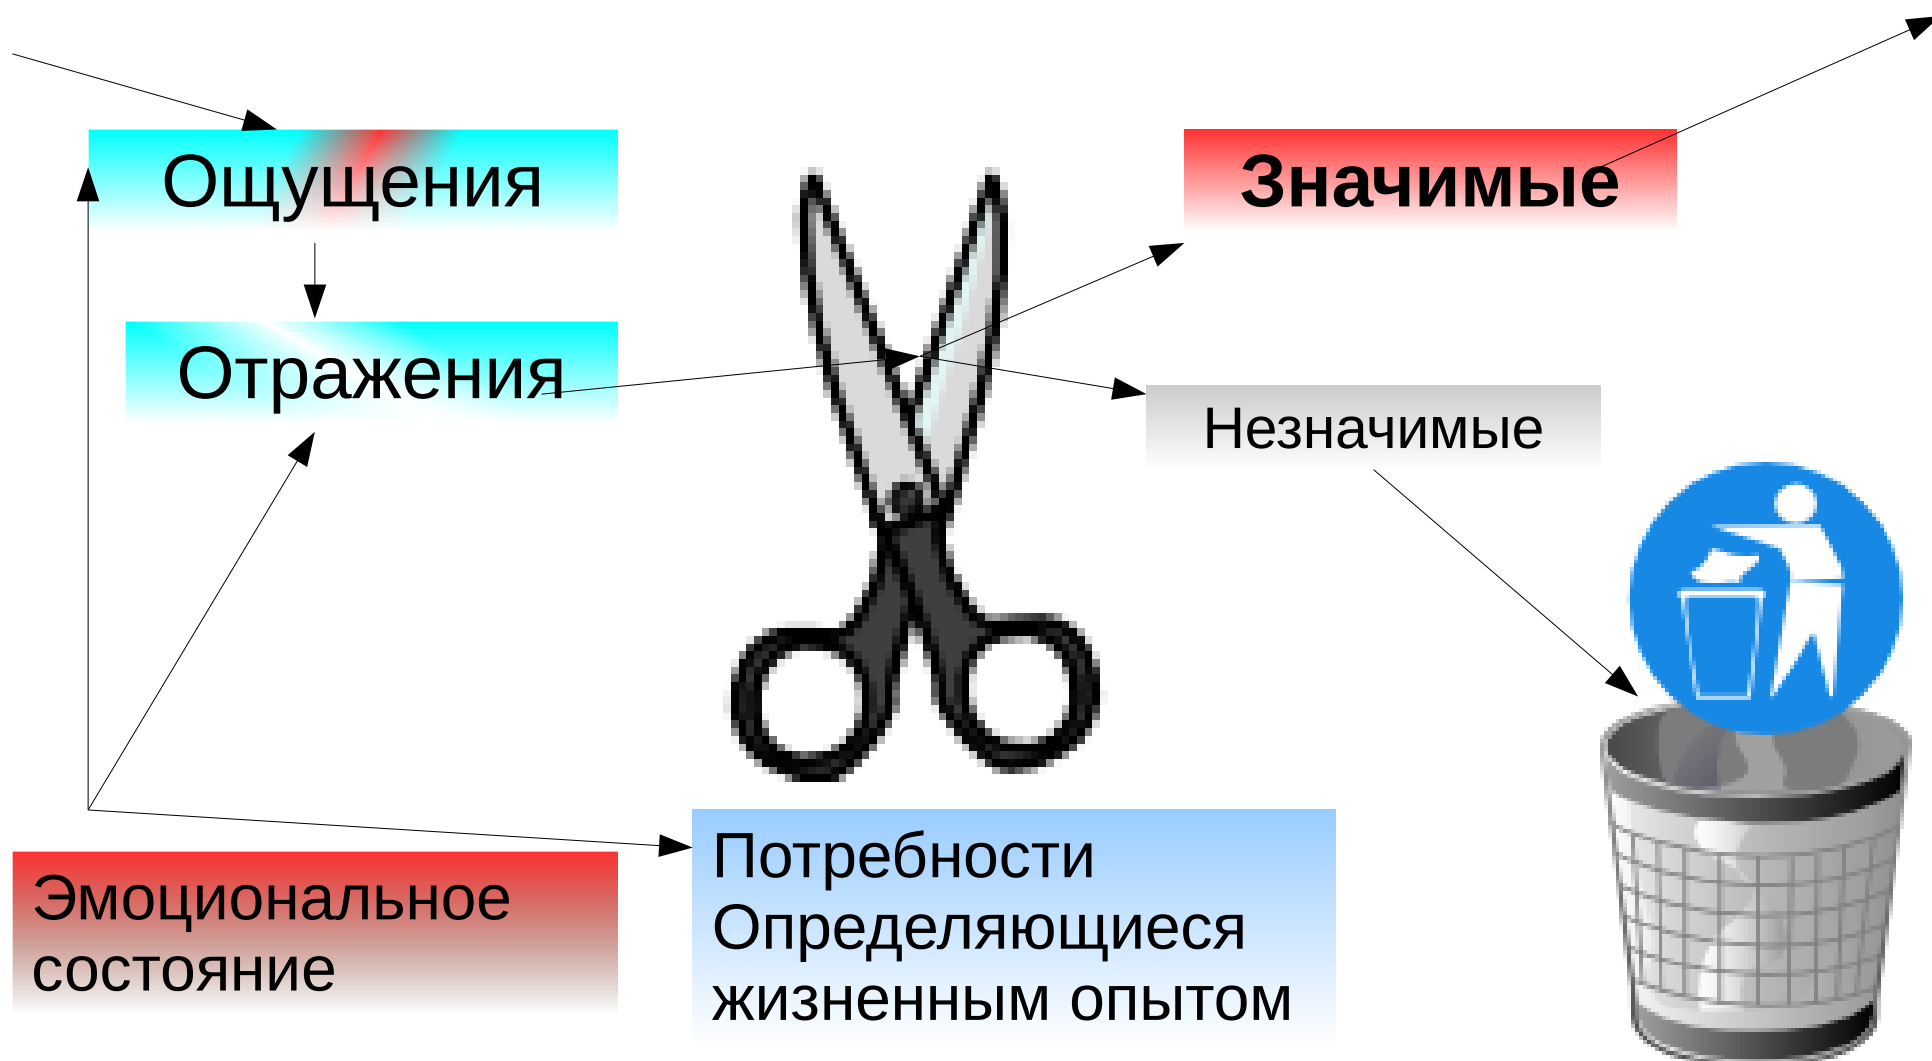 Ощущения
Значимые
Отражения
Незначимые
Эмоциональное
состояние
Потребности
Определяющиеся
жизненным опытом